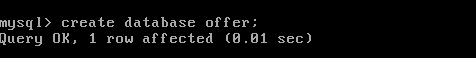 mysql> create database offer;
Query OK, 1 row affected (0.01 sec)